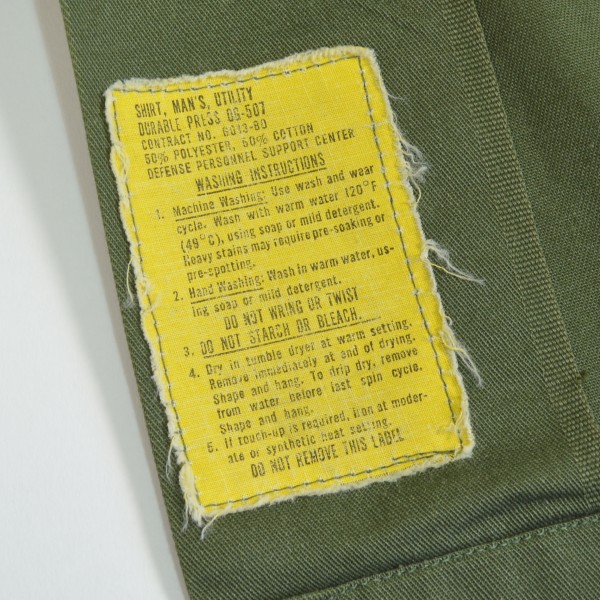 SHIRT, MAN'S, UTILITY
DURABLE PRESS OG-507
CONTRACT NO. 6013-80
50% POLYESTER, 50% COTTON
DEFENSE PERSONNEL SUPPORT CENTER
WASHING INSTRUCTIONS
1. Machine Washing: Use wash and wear
cycle. Wash with warm water 120°F
(49°C), using soap or mild detergent.
Heavy stains may require pre-soaking or
pre-spotting.
2. Hand Washing: Wash in warm water, us-
ing soap or mild detergent.
DO NOT WRING OR TWIST
3. DO NOT STARCH OR BLEACH.
4. Dry in tumble dryer at warm setting.
Remove immediately at end of drying.
Shape and hang. To drip dry, remove
from water before last spin cycle.
Shape and hang.
5. If touch-up is required, iron at moder-
ate or synthetic heat setting.
DO NOT REMOVE THIS LABEL